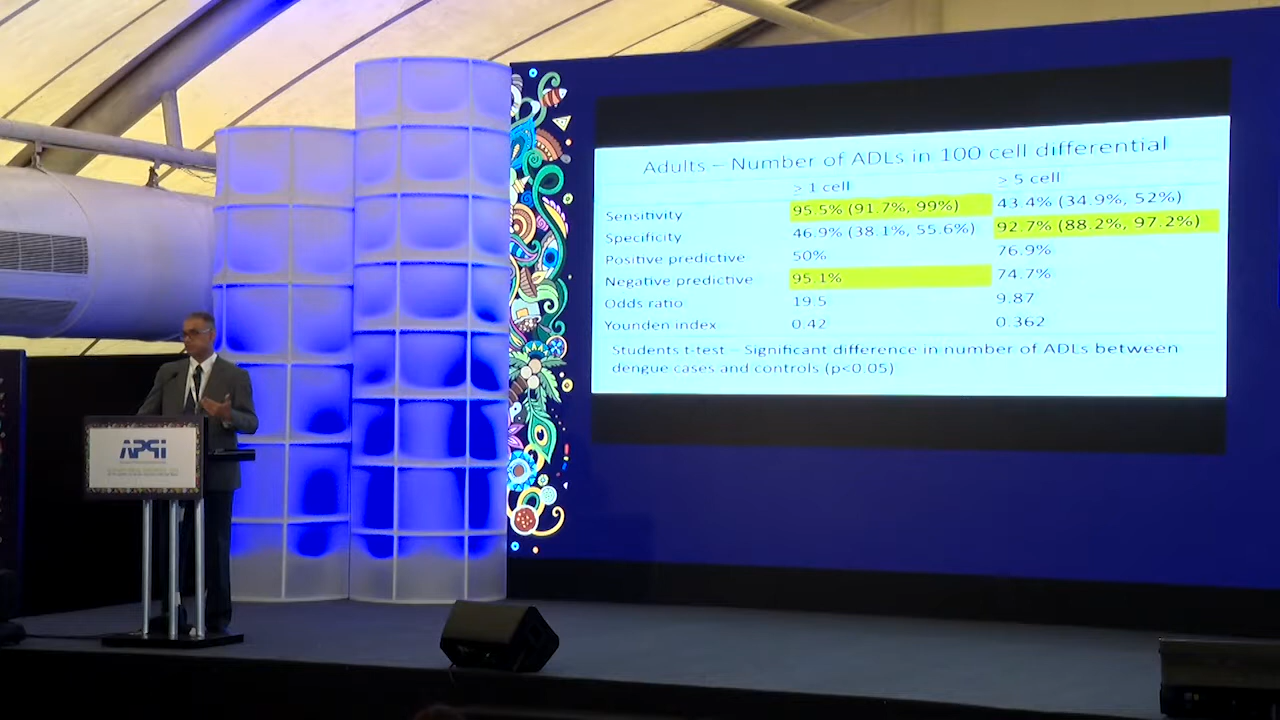 Adults – Number of ADLs in 100 cell differential
≥ 1 cell ≥ 5 cell
Sensitivity 95.5% (91.7%, 99%) 43.4% (34.9%, 52%)
Specificity 46.9% (38.1%, 55.6%) 92.7% (88.2%, 97.2%)
Positive predictive 50% 76.9%
Negative predictive 95.1% 74.7%
Odds ratio 19.5 9.87
Younden index 0.42 0.362
Students t-test – Significant difference in number of ADLs between
dengue cases and controls (p<0.05)